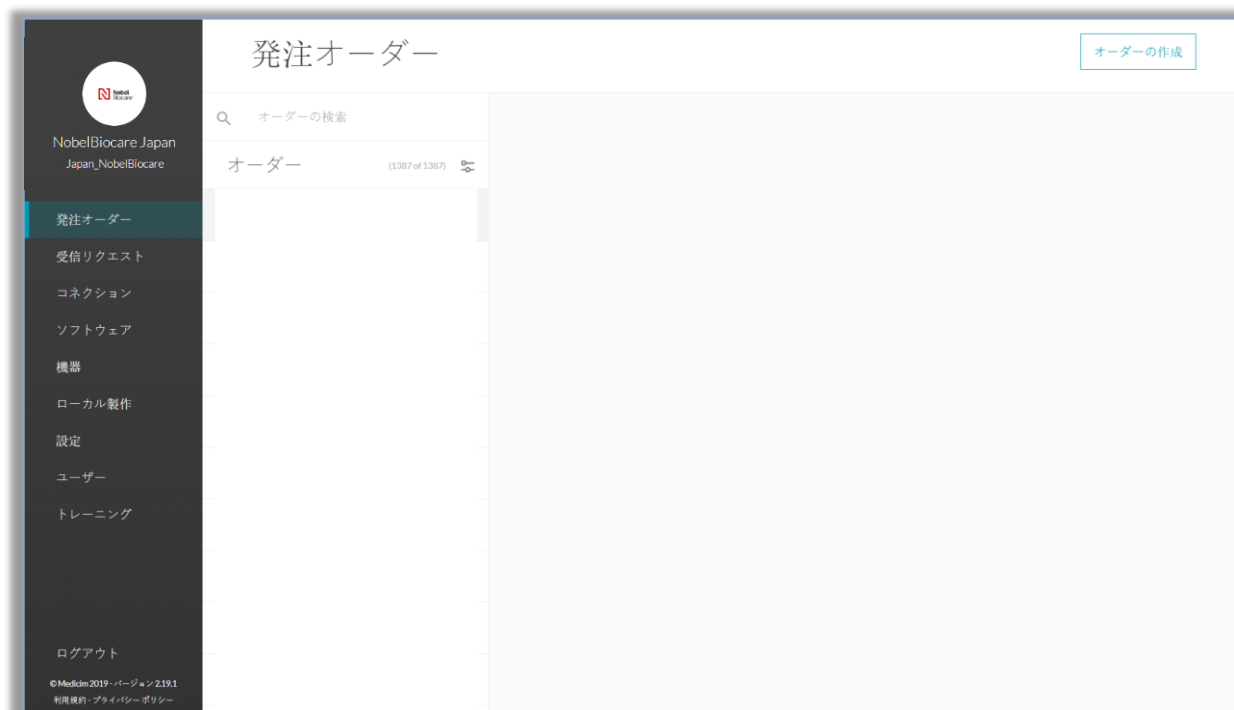 発注オーダー
オーダーの作成
Nobel
Biocare
NobelBiocare Japan
Japan_NobelBiocare
オーダーの検索
オーダー (1387 of 1387)
発注オーダー
受信リクエスト
コネクション
ソフトウェア
機器
ローカル製作
設定
ユーザー
トレーニング
ログアウト
© Medicim 2019 - バージョン 2.19.1
利用規約 - プライバシー ポリシー